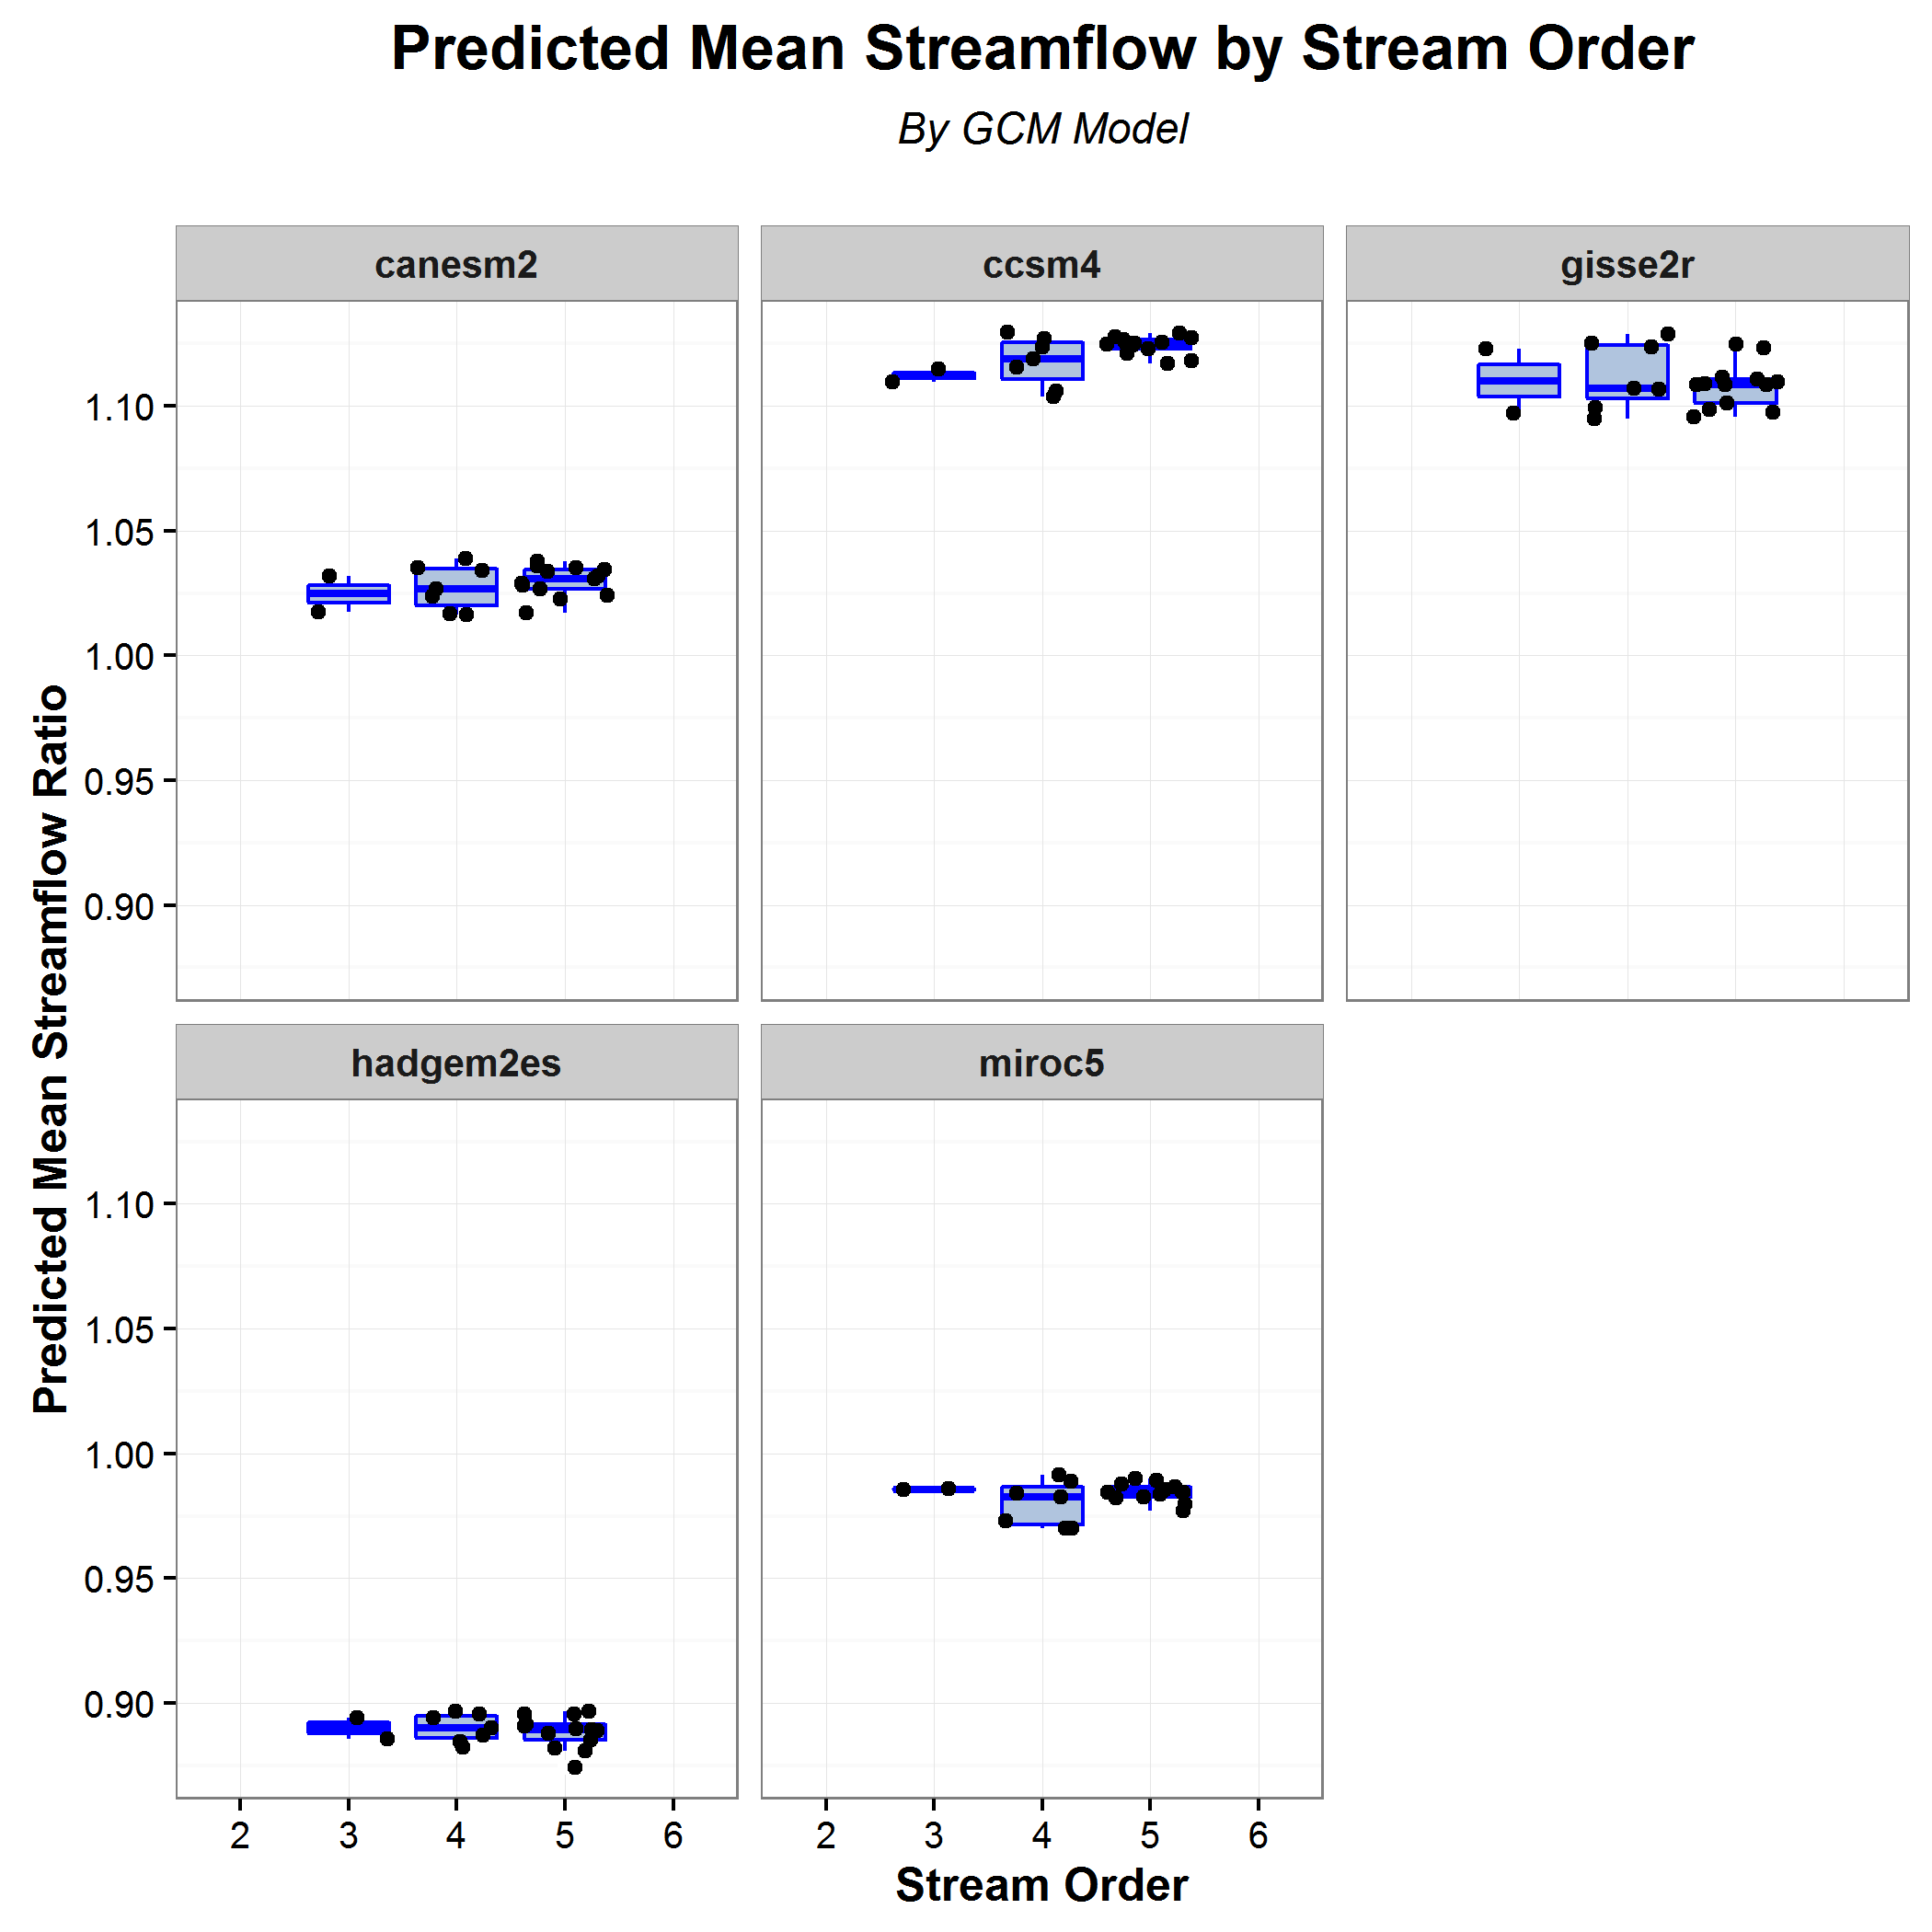 Predicted Mean Streamflow by Stream Order
By GCM Model
canesm2
ccsm4
gisse2r
1.10
1.05
1.00
0.95
0.90
Predicted Mean Streamflow Ratio
hadgem2es
miroc5
1.10
1.05
1.00
0.95
0.90
2 3 4 5 6
2 3 4 5 6
Stream Order